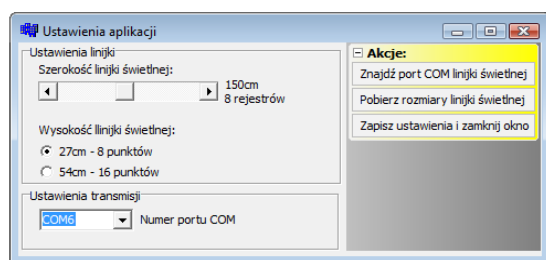 Ustawienia aplikacji
Ustawienia linijki
Szerokość linijki świetlnej:
150cm
8 rejestrów
Wysokość llinijki świetlnej:
27cm - 8 punktów
54cm - 16 punktów
Ustawienia transmisji
COM6
Numer portu COM
Akcje:
Znajdź port COM linijki świetlnej
Pobierz rozmiary linijki świetlnej
Zapisz ustawienia i zamknij okno